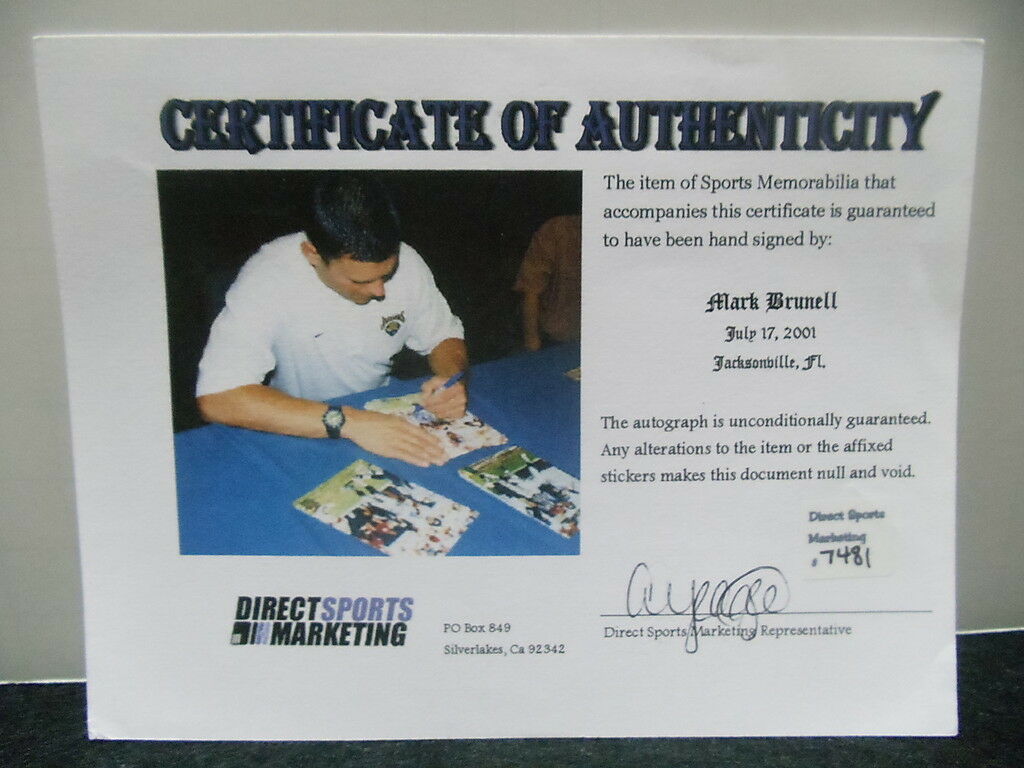 CERTIFICATE OF AUTHENTICITY
The item of Sports Memorabilia that
accompanies this certificate is guaranteed
to have been hand signed by:
Mark Brunell
July 17, 2001
Jacksonville, Fl.
The autograph is unconditionally guaranteed.
Any alterations to the item or the affixed
stickers makes this document null and void.
Direct Sports
Marketing
7481
Direct Sports Marketing Representative
DIRECT SPORTS
MARKETING
PO Box 849
Silverlakes, Ca 92342